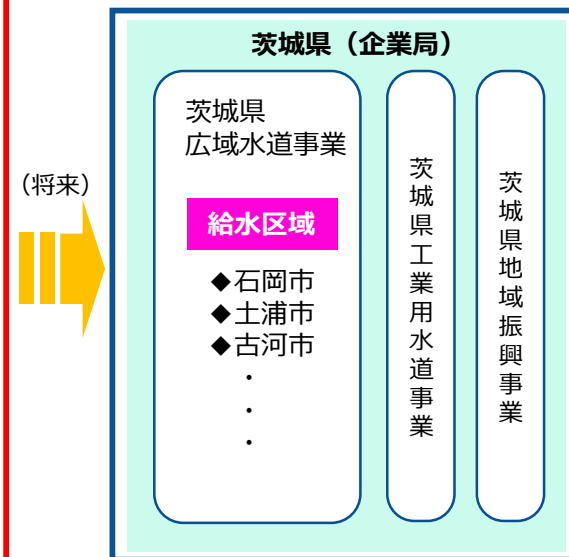 茨城県（企業局）
（将来）
茨城県
広域水道事業
給水区域
◆石岡市
◆土浦市
◆古河市
・
・
・
茨城県工業用水道事業
茨城県地域振興事業